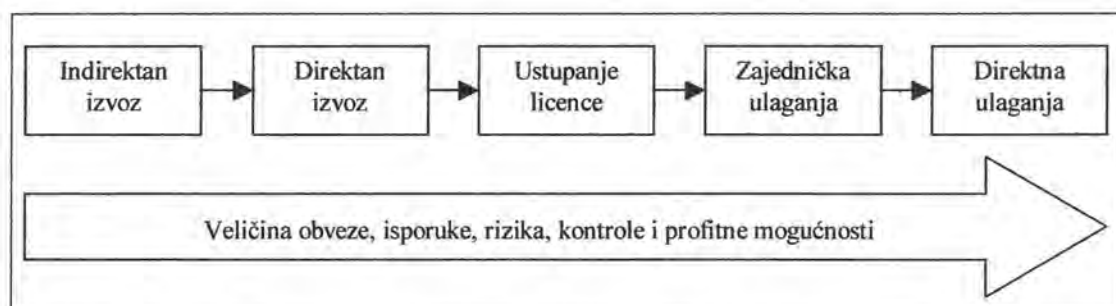 Indirektan
izvoz
Direktan
izvoz
Ustupanje
licence
Zajednička
ulaganja
Direktna
ulaganja
Veličina obveze, isporuke, rizika, kontrole i profitne mogućnosti